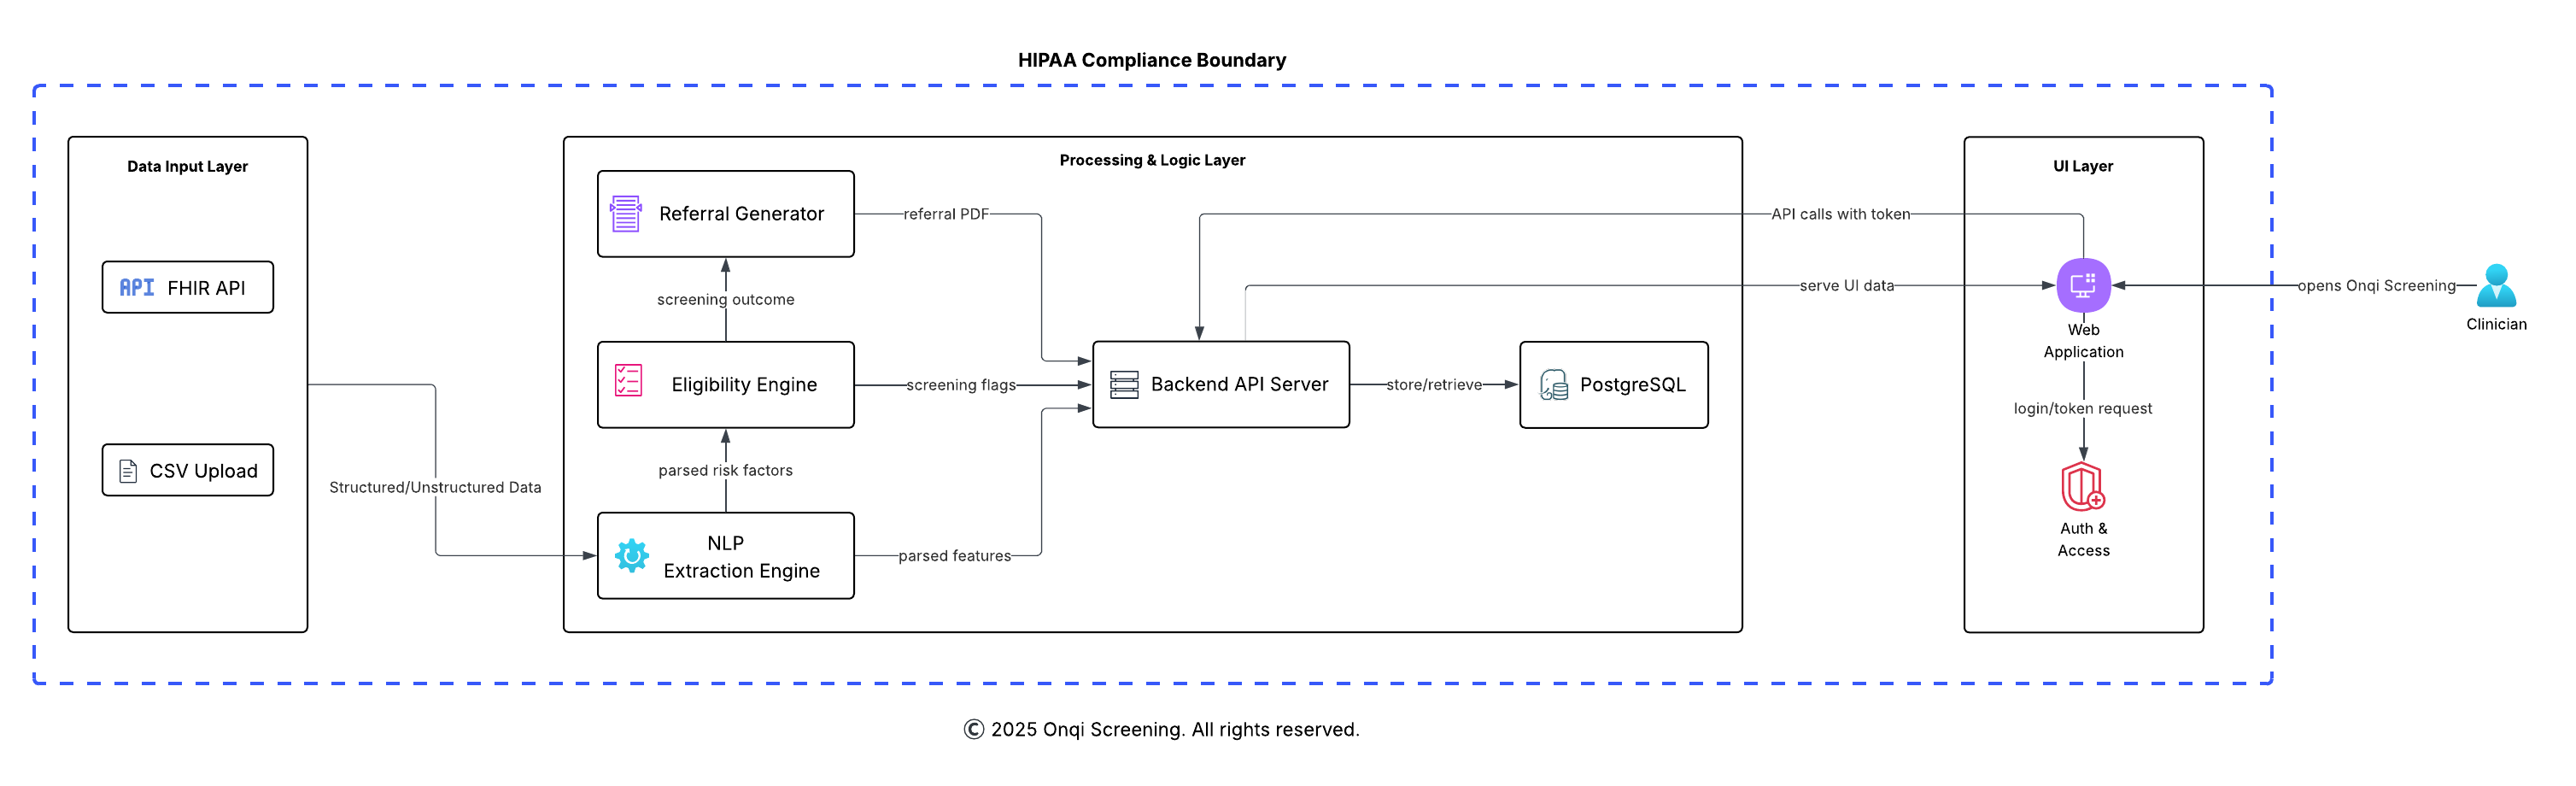 HIPAA Compliance Boundary
Data Input Layer
API FHIR API
CSV Upload
Structured/Unstructured Data
Processing & Logic Layer
Referral Generator
referral PDF
screening outcome
Eligibility Engine
screening flags
parsed risk factors
NLP
Extraction Engine
parsed features
Backend API Server
store/retrieve
PostgreSQL
API calls with token
serve UI data
UI Layer
Web
Application
login/token request
Auth &
Access
opens Onqi Screening
Clinician
© 2025 Onqi Screening. All rights reserved.